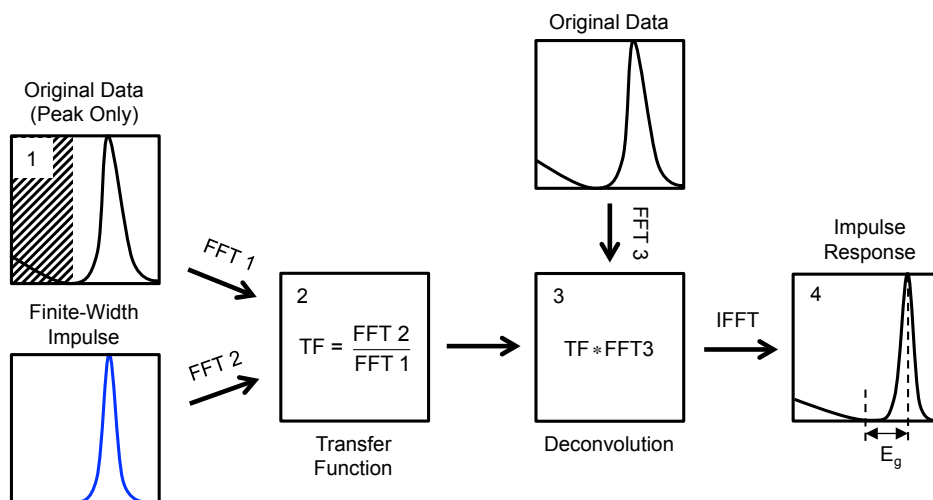 Original Data
Original Data
(Peak Only)
1
FFT 1
FFT 3
Impulse
Response
Finite-Width
Impulse
FFT 2
2
TF = FFT 2
FFT 1
Transfer
Function
3
TF * FFT3
Deconvolution
IFFT
4
E_g